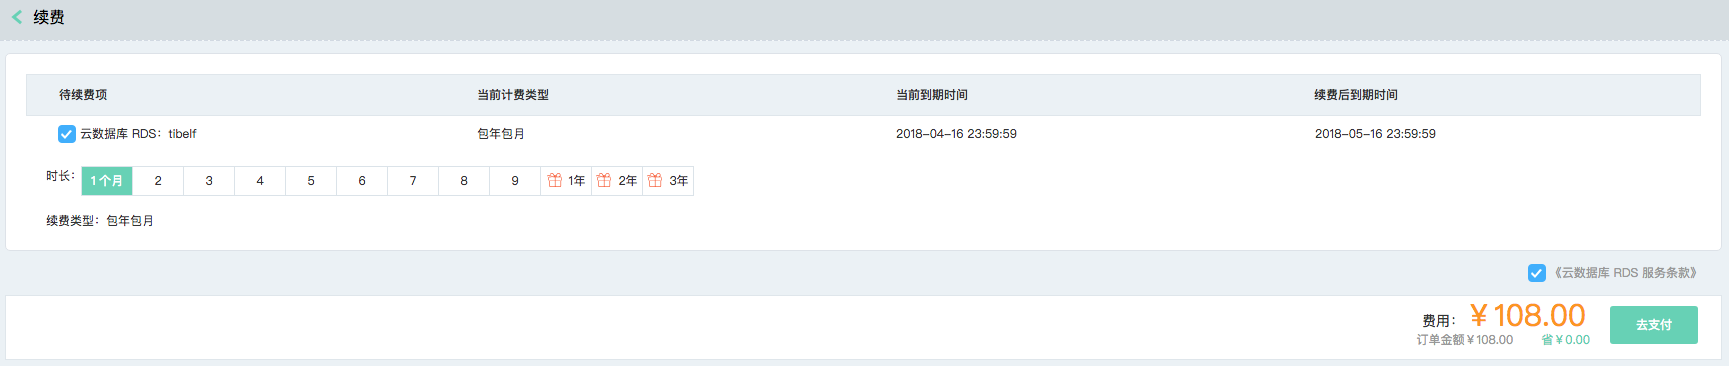 续费
待续费项 当前计费类型 当前到期时间 续费后到期时间
云数据库 RDS：tibelf 包年包月 2018-04-16 23:59:59 2018-05-16 23:59:59
时长： 1个月 2 3 4 5 6 7 8 9 1年 2年 3年
续费类型：包年包月
《云数据库 RDS 服务条款》
费用：￥108.00 去支付
订单金额￥108.00 省￥0.00